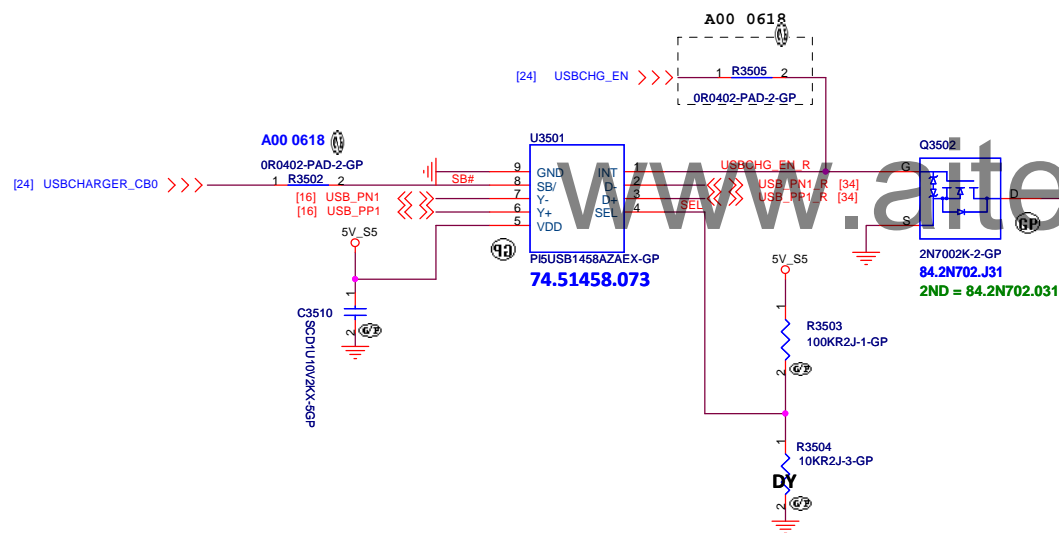 A00 0618
[24] USBCHG_EN
1 R3505 2
0R0402-PAD-2-GP
A00 0618
0R0402-PAD-2-GP
[24] USBCHARGER_CB0
1 R3502 2
SB#
[16] USB_PN1
[16] USB_PP1
U3501
9 GND INT 1
8 SB/ D- 2
7 Y- D+ 3
6 Y+ SEL 4
5 VDD
PI5USB1458AZAEX-GP
74.51458.073
GP
USBCHG_EN_R
USB_PN1_R [34]
USB_PP1_R [34]
SEL
www.aite
Q3502
G
D
S
GP
2N7002K-2-GP
84.2N702.J31
2ND = 84.2N702.031
5V_S5
1
C3510
2
G/P
SCD1U10V2KX-5GP
5V_S5
1
R3503
100KR2J-1-GP
2
G/P
1
R3504
10KR2J-3-GP
DY
2
G/P